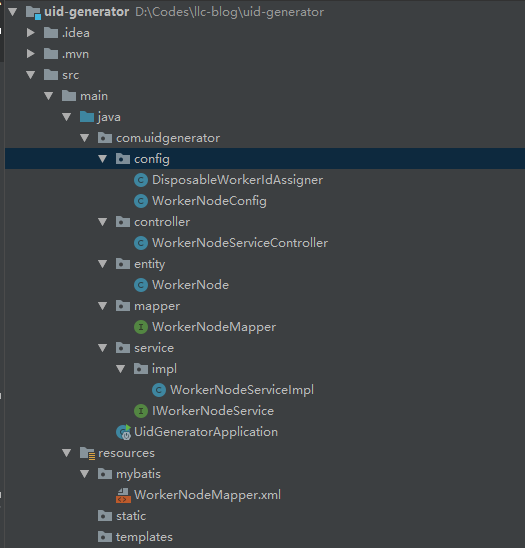 uid-generator D:\Codes\llc-blog\uid-generator
.idea
.mvn
src
main
java
com.uidgenerator
config
DisposableWorkerIdAssigner
WorkerNodeConfig
controller
WorkerNodeServiceController
entity
WorkerNode
mapper
WorkerNodeMapper
service
impl
WorkerNodeServiceImpl
IWorkerNodeService
UidGeneratorApplication
resources
mybatis
WorkerNodeMapper.xml
static
templates